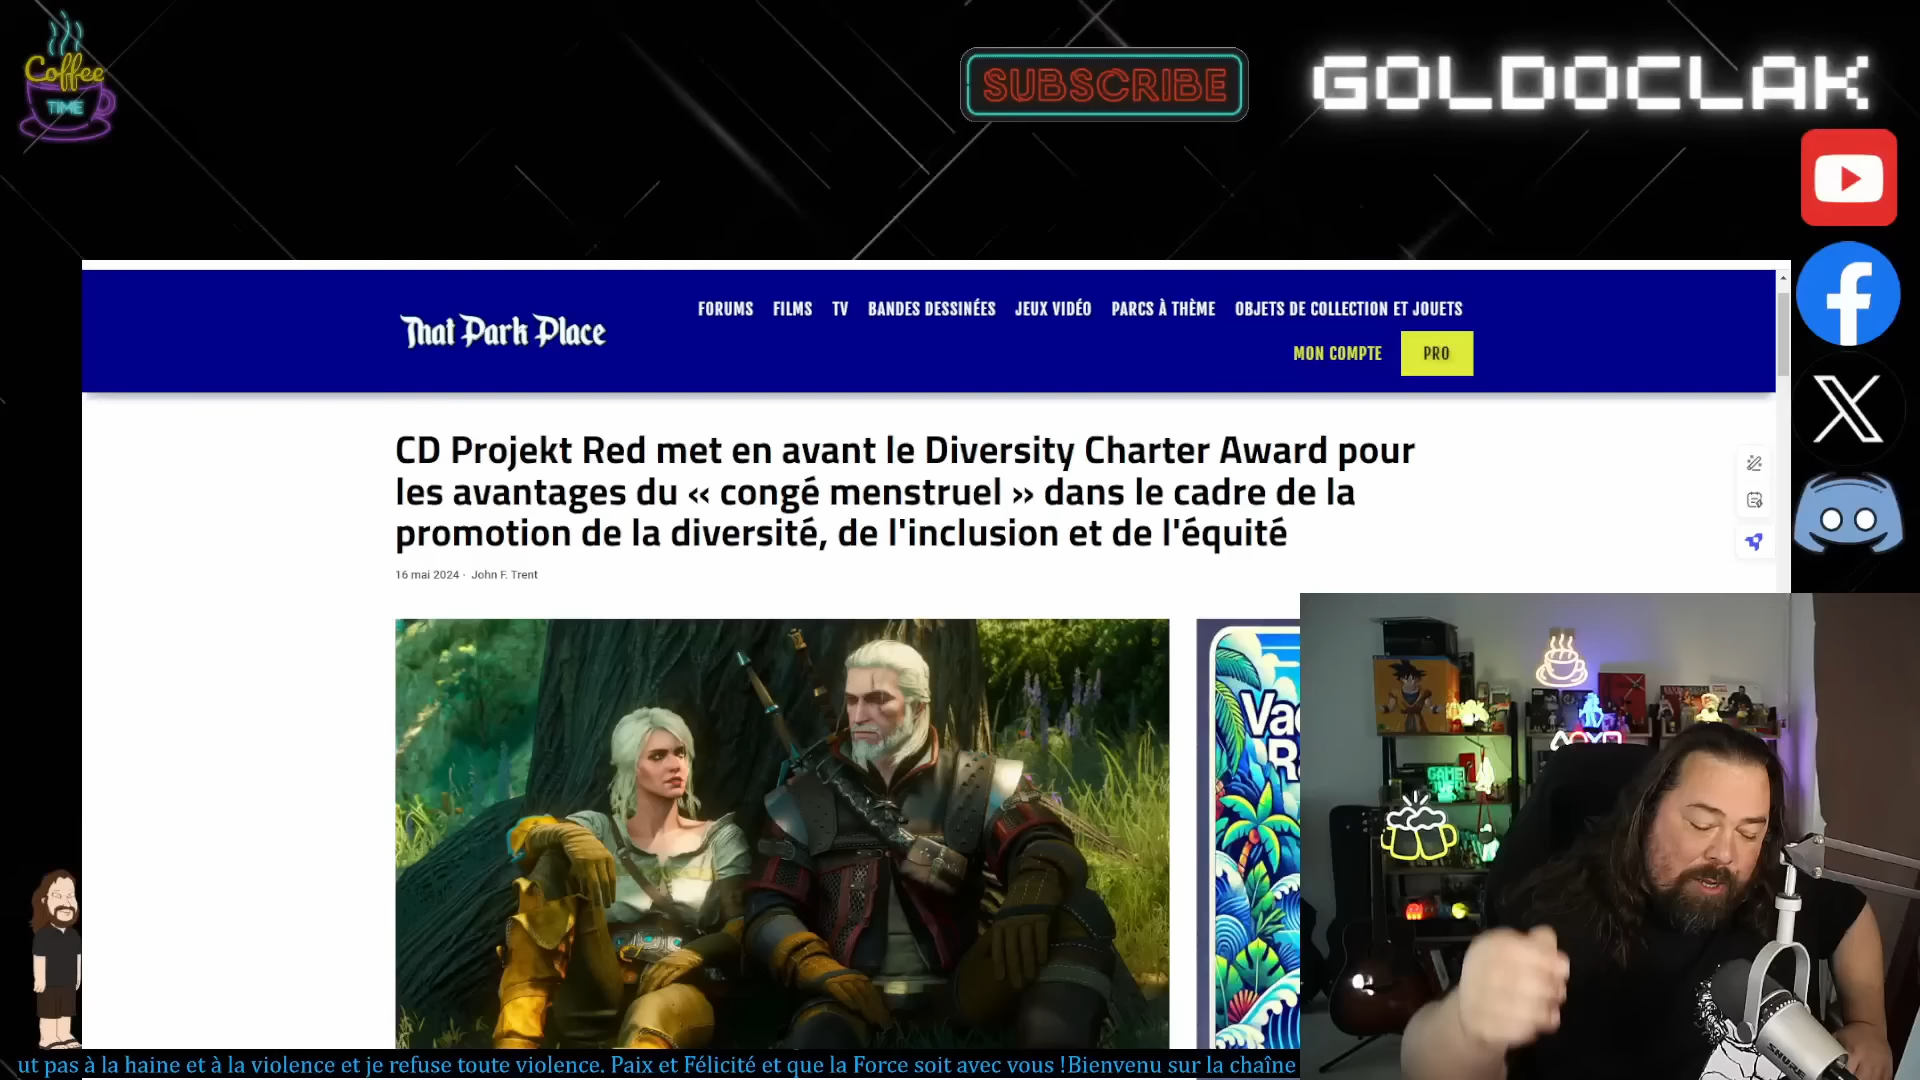 Coffee
TIME
SUBSCRIBE
GOLDOCLAK
That Park Place
FORUMS FILMS TV BANDES DESSINÉES JEUX VIDÉO PARCS À THÈME OBJETS DE COLLECTION ET JOUETS
MON COMPTE PRO
CD Projekt Red met en avant le Diversity Charter Award pour
les avantages du « congé menstruel » dans le cadre de la
promotion de la diversité, de l'inclusion et de l'équité
16 mai 2024 · John F. Trent
GAME
SHURE
ut pas à la haine et à la violence et je refuse toute violence. Paix et Félicité et que la Force soit avec vous !Bienvenu sur la chaîne